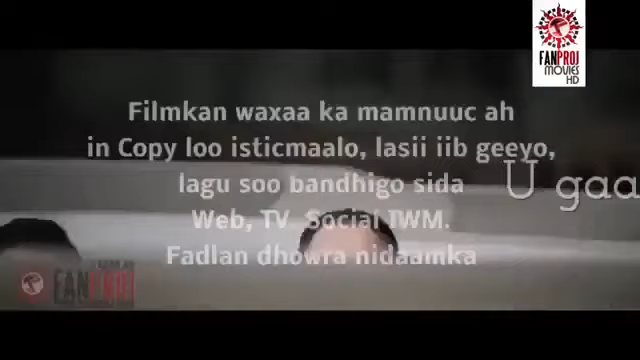 FANPROJ
MOVIES
HD
Filmkan waxaa ka mamnuuc ah
in Copy loo isticmaalo, lasii iib geeyo,
lagu soo bandhigo sida
U gaa
Web, TV Social IWM.
Fadlan dhowra nidaamka
FANPROJ